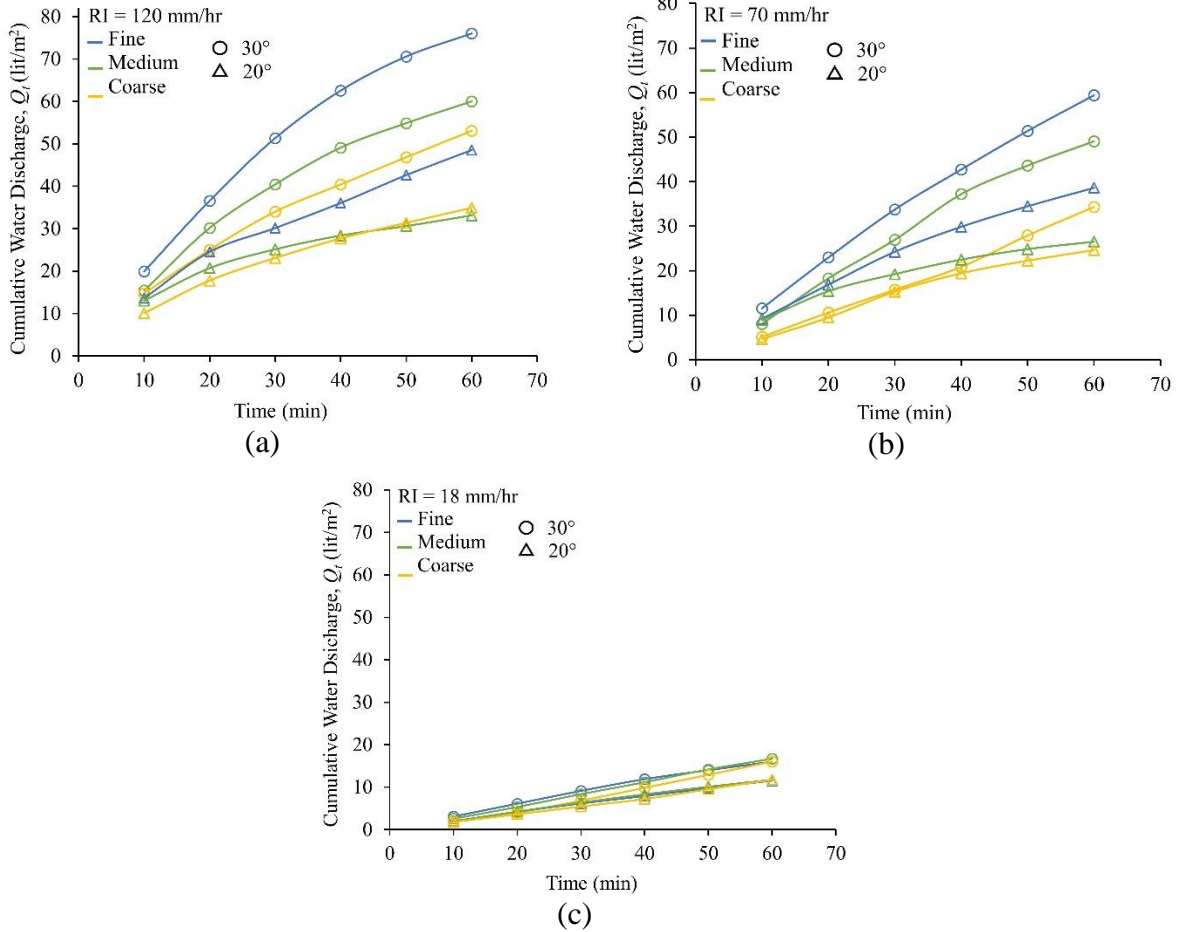 RI = 120 mm/hr
Fine
Medium
Coarse
30°
20°
Cumulative Water Discharge, Qt (lit/m²)
80
70
60
50
40
30
20
10
0
0 10 20 30 40 50 60 70
Time (min)
(a)
RI = 70 mm/hr
Fine
Medium
Coarse
30°
20°
Cumulative Water Discharge, Qt (lit/m²)
80
70
60
50
40
30
20
10
0
0 10 20 30 40 50 60 70
Time (min)
(b)
RI = 18 mm/hr
Fine
Medium
Coarse
30°
20°
Cumulative Water Dsicharge, Qt (lit/m²)
80
70
60
50
40
30
20
10
0
0 10 20 30 40 50 60 70
Time (min)
(c)